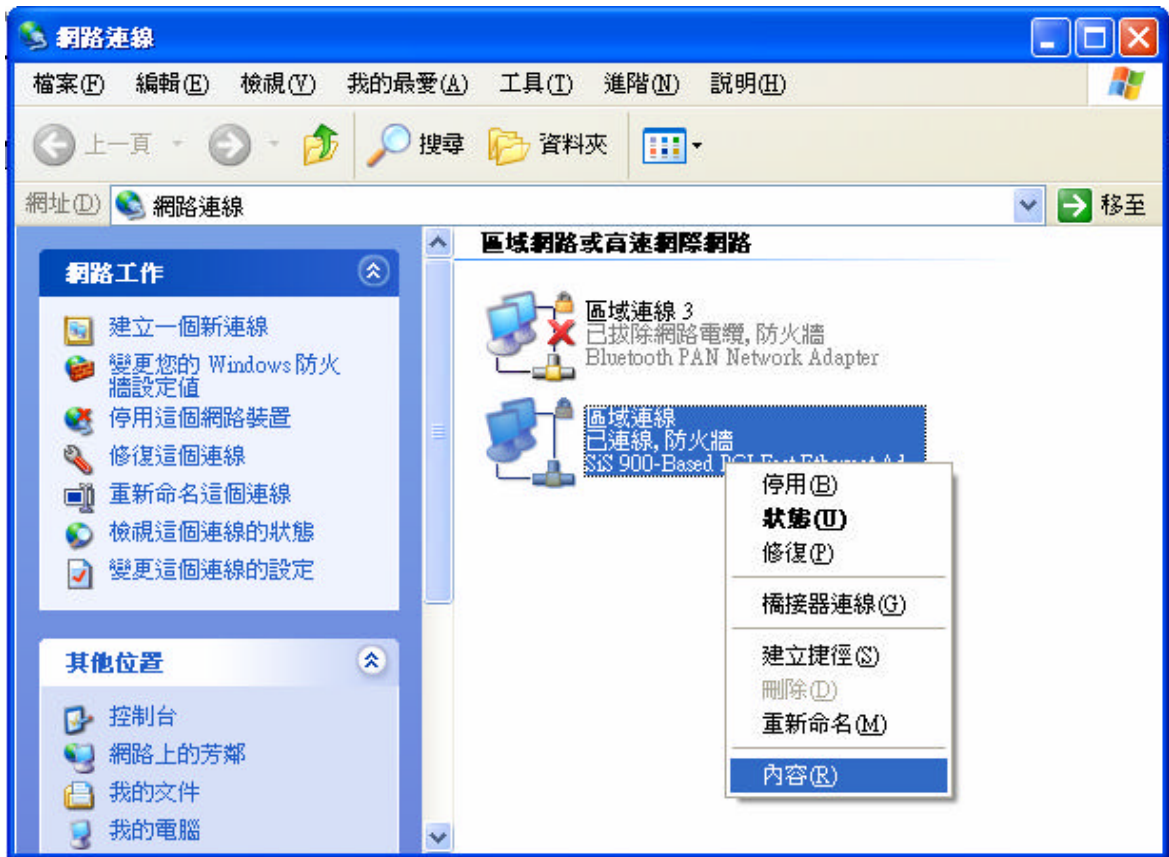 網路連線
檔案(F) 編輯(E) 檢視(V) 我的最愛(A) 工具(T) 進階(N) 說明(H)
上一頁 搜尋 資料夾
網址(D) 網路連線 移至
網路工作
建立一個新連線
變更您的 Windows 防火
牆設定值
停用這個網路裝置
修復這個連線
重新命名這個連線
檢視這個連線的狀態
變更這個連線的設定
其他位置
控制台
網路上的芳鄰
我的文件
我的電腦
區域網路或高速網際網路
區域連線 3
已拔除網路電纜, 防火牆
Bluetooth PAN Network Adapter
區域連線
已連線, 防火牆
SiS 900-Based PCI Fast Ethernet Ad
停用(B)
狀態(U)
修復(P)
橋接器連線(G)
建立捷徑(S)
刪除(D)
重新命名(M)
內容(R)